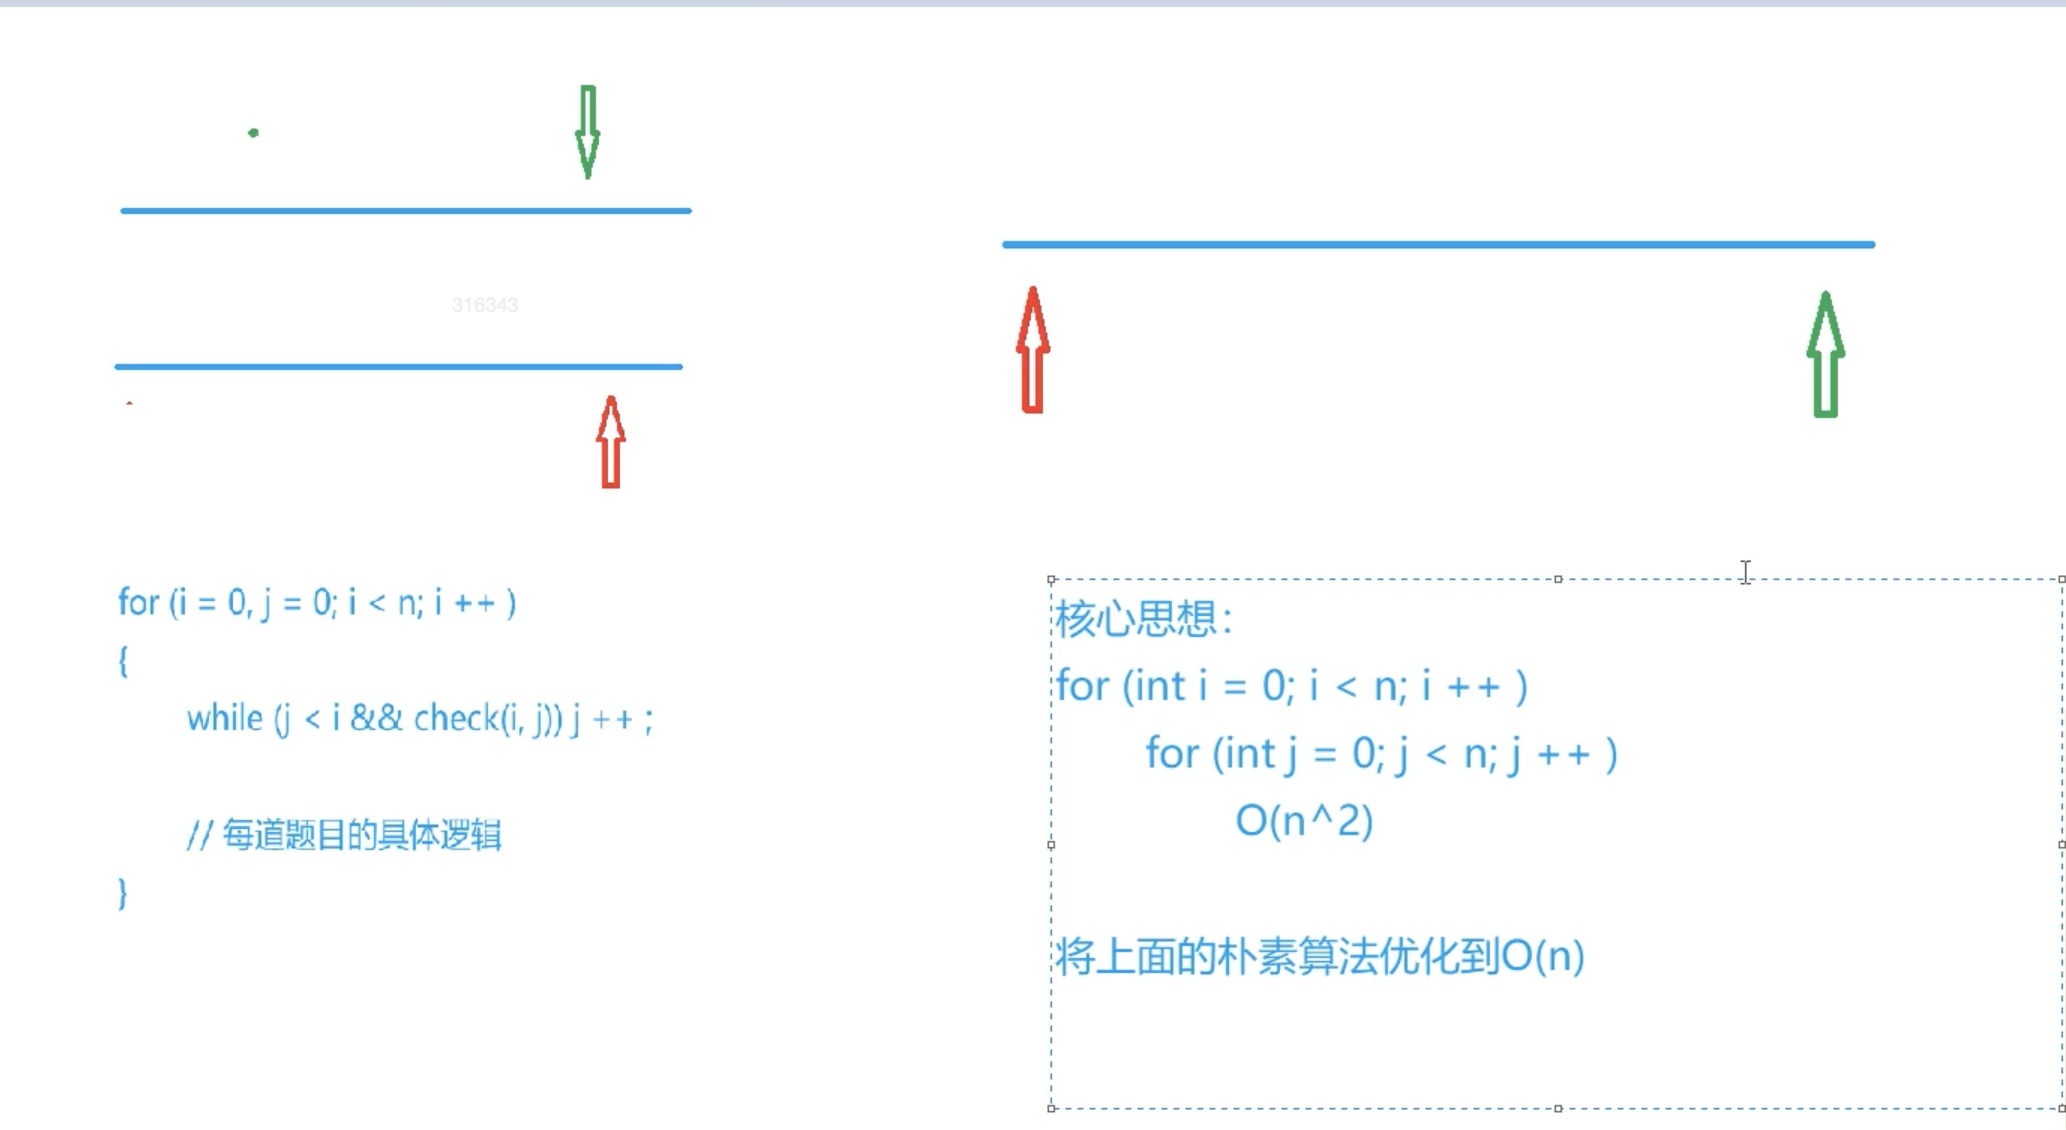 316343
for (i = 0, j = 0; i < n; i ++ )
{
while (j < i && check(i, j)) j ++ ;
// 每道题目的具体逻辑
}
核心思想：
for (int i = 0; i < n; i ++ )
for (int j = 0; j < n; j ++ )
O(n^2)
将上面的朴素算法优化到O(n)